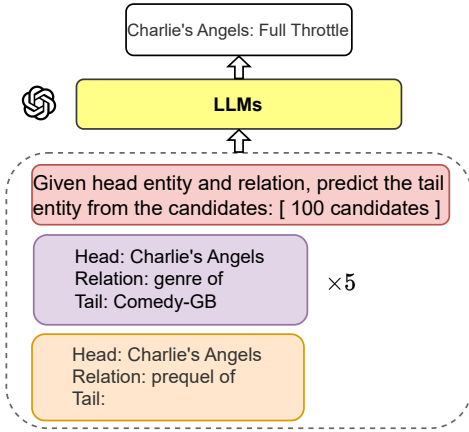 Charlie's Angels: Full Throttle
LLMs
Given head entity and relation, predict the tail
entity from the candidates: [ 100 candidates ]
Head: Charlie's Angels
Relation: genre of
Tail: Comedy-GB
×5
Head: Charlie's Angels
Relation: prequel of
Tail: